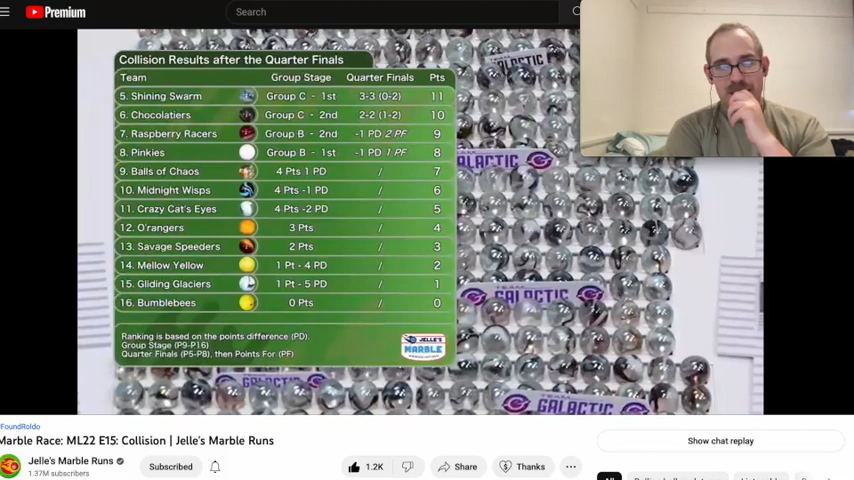 Premium
Search
Collision Results after the Quarter Finals
Team Group Stage Quarter Finals Pts
5. Shining Swarm Group C - 1st 3-3 (0-2) 11
6. Chocolatiers Group C - 2nd 2-2 (1-2) 10
7. Raspberry Racers Group B - 2nd -1 PD 2 PF 9
8. Pinkies Group B - 1st -1 PD 1 PF 8
9. Balls of Chaos 4 Pts 1 PD / 7
10. Midnight Wisps 4 Pts -1 PD / 6
11. Crazy Cat's Eyes 4 Pts -2 PD / 5
12. O'rangers 3 Pts / 4
13. Savage Speeders 2 Pts / 3
14. Mellow Yellow 1 Pt - 4 PD / 2
15. Gliding Glaciers 1 Pt - 5 PD / 1
16. Bumblebees 0 Pts / 0
Ranking is based on the points difference (PD).
Group Stage (P9-P16)
Quarter Finals (P5-P8), then Points For (PF)
JELLE'S
MARBLE
GALACTIC
GALACTIC
TEAM
GALACTIC
GALACTIC
#FoundRoldo
Marble Race: ML22 E15: Collision | Jelle's Marble Runs
Jelle's Marble Runs
1.37M subscribers
Subscribed
1.2K
Share
Thanks
Show chat replay
All